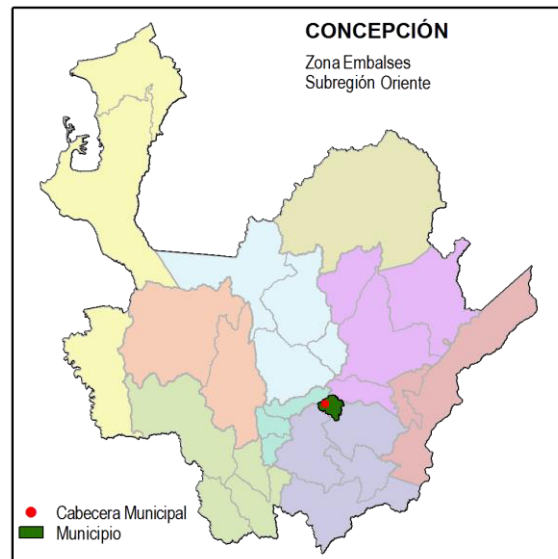 CONCEPCIÓN
Zona Embalses
Subregión Oriente
Cabecera Municipal
Municipio